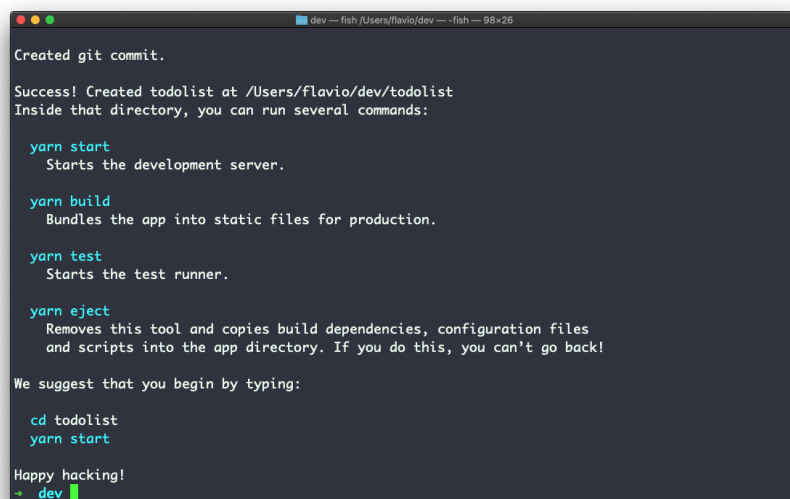 dev — fish /Users/flavio/dev — -fish — 98×26
Created git commit.
Success! Created todolist at /Users/flavio/dev/todolist
Inside that directory, you can run several commands:
yarn start
Starts the development server.
yarn build
Bundles the app into static files for production.
yarn test
Starts the test runner.
yarn eject
Removes this tool and copies build dependencies, configuration files
and scripts into the app directory. If you do this, you can’t go back!
We suggest that you begin by typing:
cd todolist
yarn start
Happy hacking!
→ dev